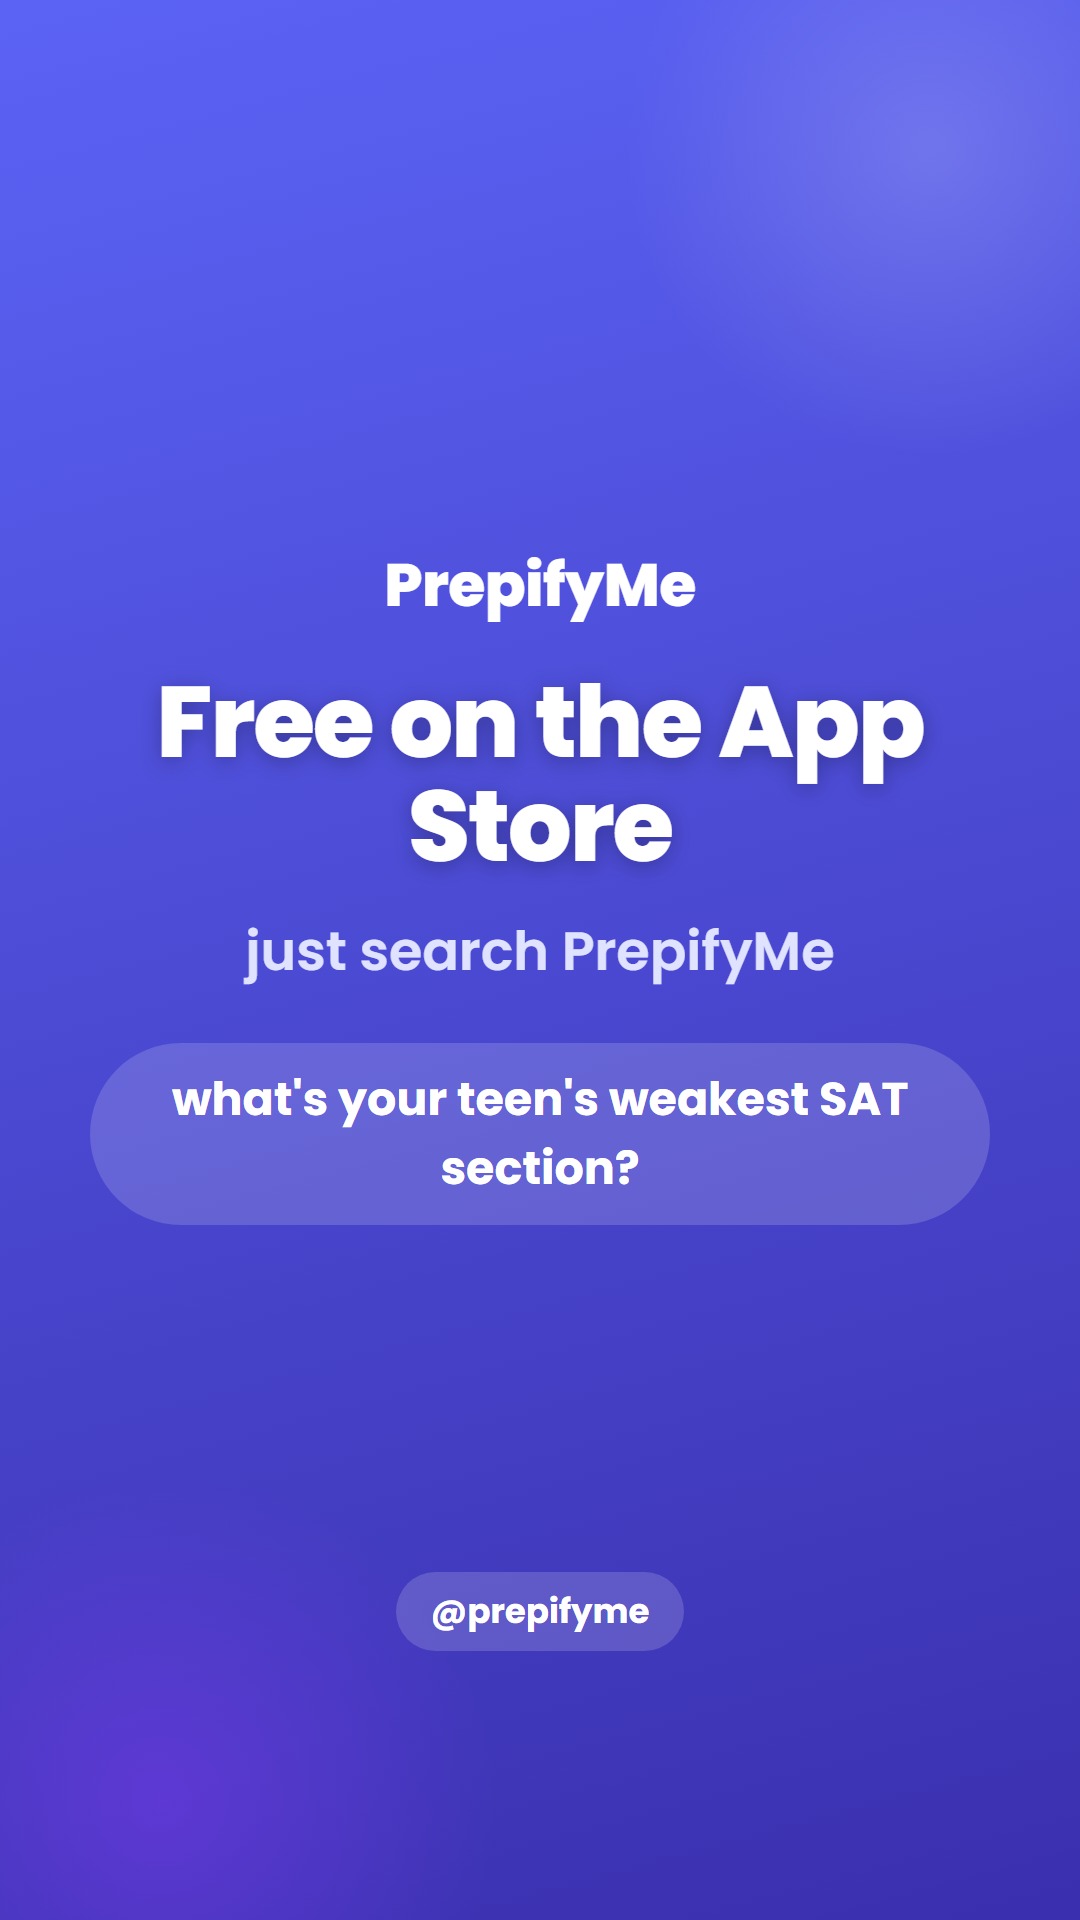 PrepifyMe
Free on the App
Store
just search PrepifyMe
what's your teen's weakest SAT
section?
@prepifyme